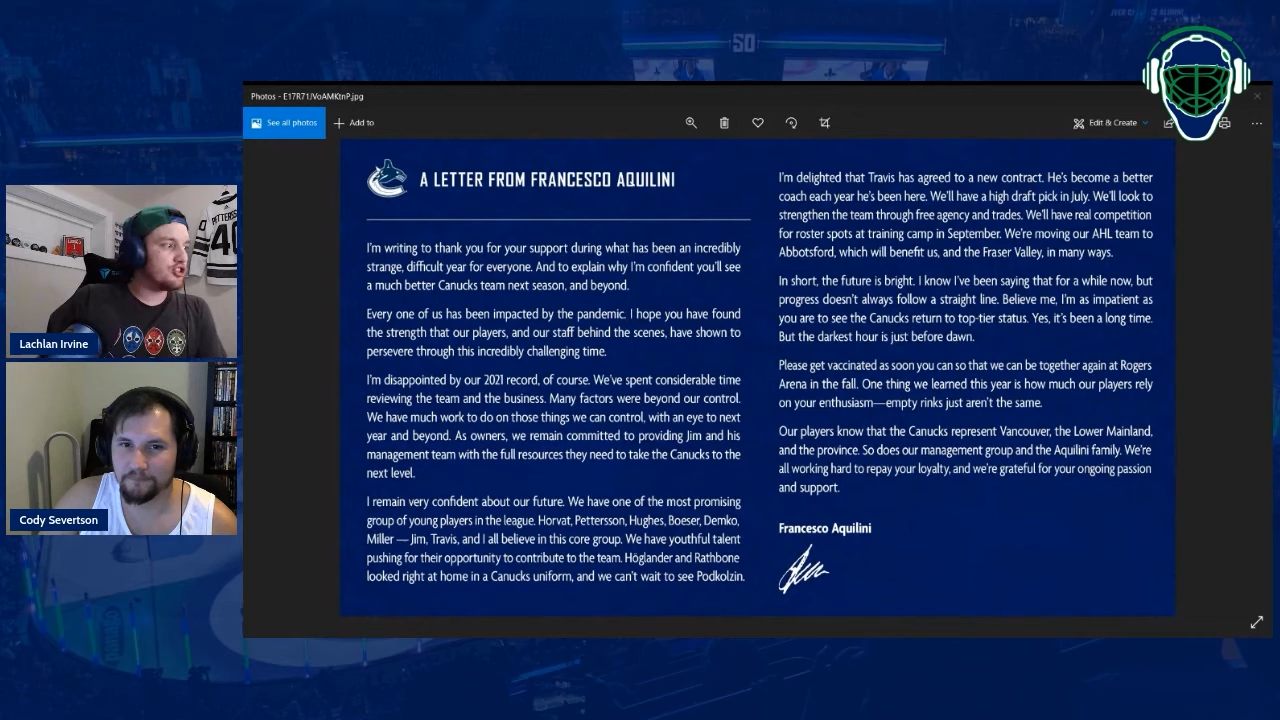 50
Photos - E17R71JVoAMKtnP.jpg
See all photos
Add to
Edit & Create
A LETTER FROM FRANCESCO AQUILINI
I'm writing to thank you for your support during what has been an incredibly
strange, difficult year for everyone. And to explain why I'm confident you'll see
a much better Canucks team next season, and beyond.
Every one of us has been impacted by the pandemic. I hope you have found
the strength that our players, and our staff behind the scenes, have shown to
persevere through this incredibly challenging time.
I'm disappointed by our 2021 record, of course. We've spent considerable time
reviewing the team and the business. Many factors were beyond our control.
We have much work to do on those things we can control, with an eye to next
year and beyond. As owners, we remain committed to providing Jim and his
management team with the full resources they need to take the Canucks to the
next level.
I remain very confident about our future. We have one of the most promising
group of young players in the league. Horvat, Pettersson, Hughes, Boeser, Demko,
Miller — Jim, Travis, and I all believe in this core group. We have youthful talent
pushing for their opportunity to contribute to the team. Höglander and Rathbone
looked right at home in a Canucks uniform, and we can't wait to see Podkolzin.
I'm delighted that Travis has agreed to a new contract. He's become a better
coach each year he's been here. We'll have a high draft pick in July. We'll look to
strengthen the team through free agency and trades. We'll have real competition
for roster spots at training camp in September. We're moving our AHL team to
Abbotsford, which will benefit us, and the Fraser Valley, in many ways.
In short, the future is bright. I know I've been saying that for a while now, but
progress doesn't always follow a straight line. Believe me, I'm as impatient as
you are to see the Canucks return to top-tier status. Yes, it's been a long time.
But the darkest hour is just before dawn.
Please get vaccinated as soon you can so that we can be together again at Rogers
Arena in the fall. One thing we learned this year is how much our players rely
on your enthusiasm—empty rinks just aren't the same.
Our players know that the Canucks represent Vancouver, the Lower Mainland,
and the province. So does our management group and the Aquilini family. We're
all working hard to repay your loyalty, and we're grateful for your ongoing passion
and support.
Francesco Aquilini
Lachlan Irvine
Cody Severtson